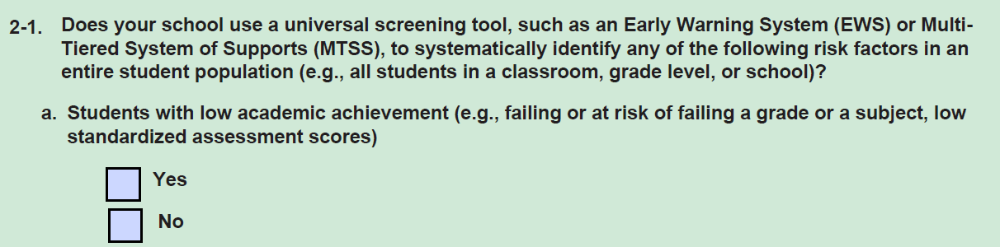 2-1. Does your school use a universal screening tool, such as an Early Warning System (EWS) or Multi-
Tiered System of Supports (MTSS), to systematically identify any of the following risk factors in an
entire student population (e.g., all students in a classroom, grade level, or school)?
a. Students with low academic achievement (e.g., failing or at risk of failing a grade or a subject, low
standardized assessment scores)
Yes
No